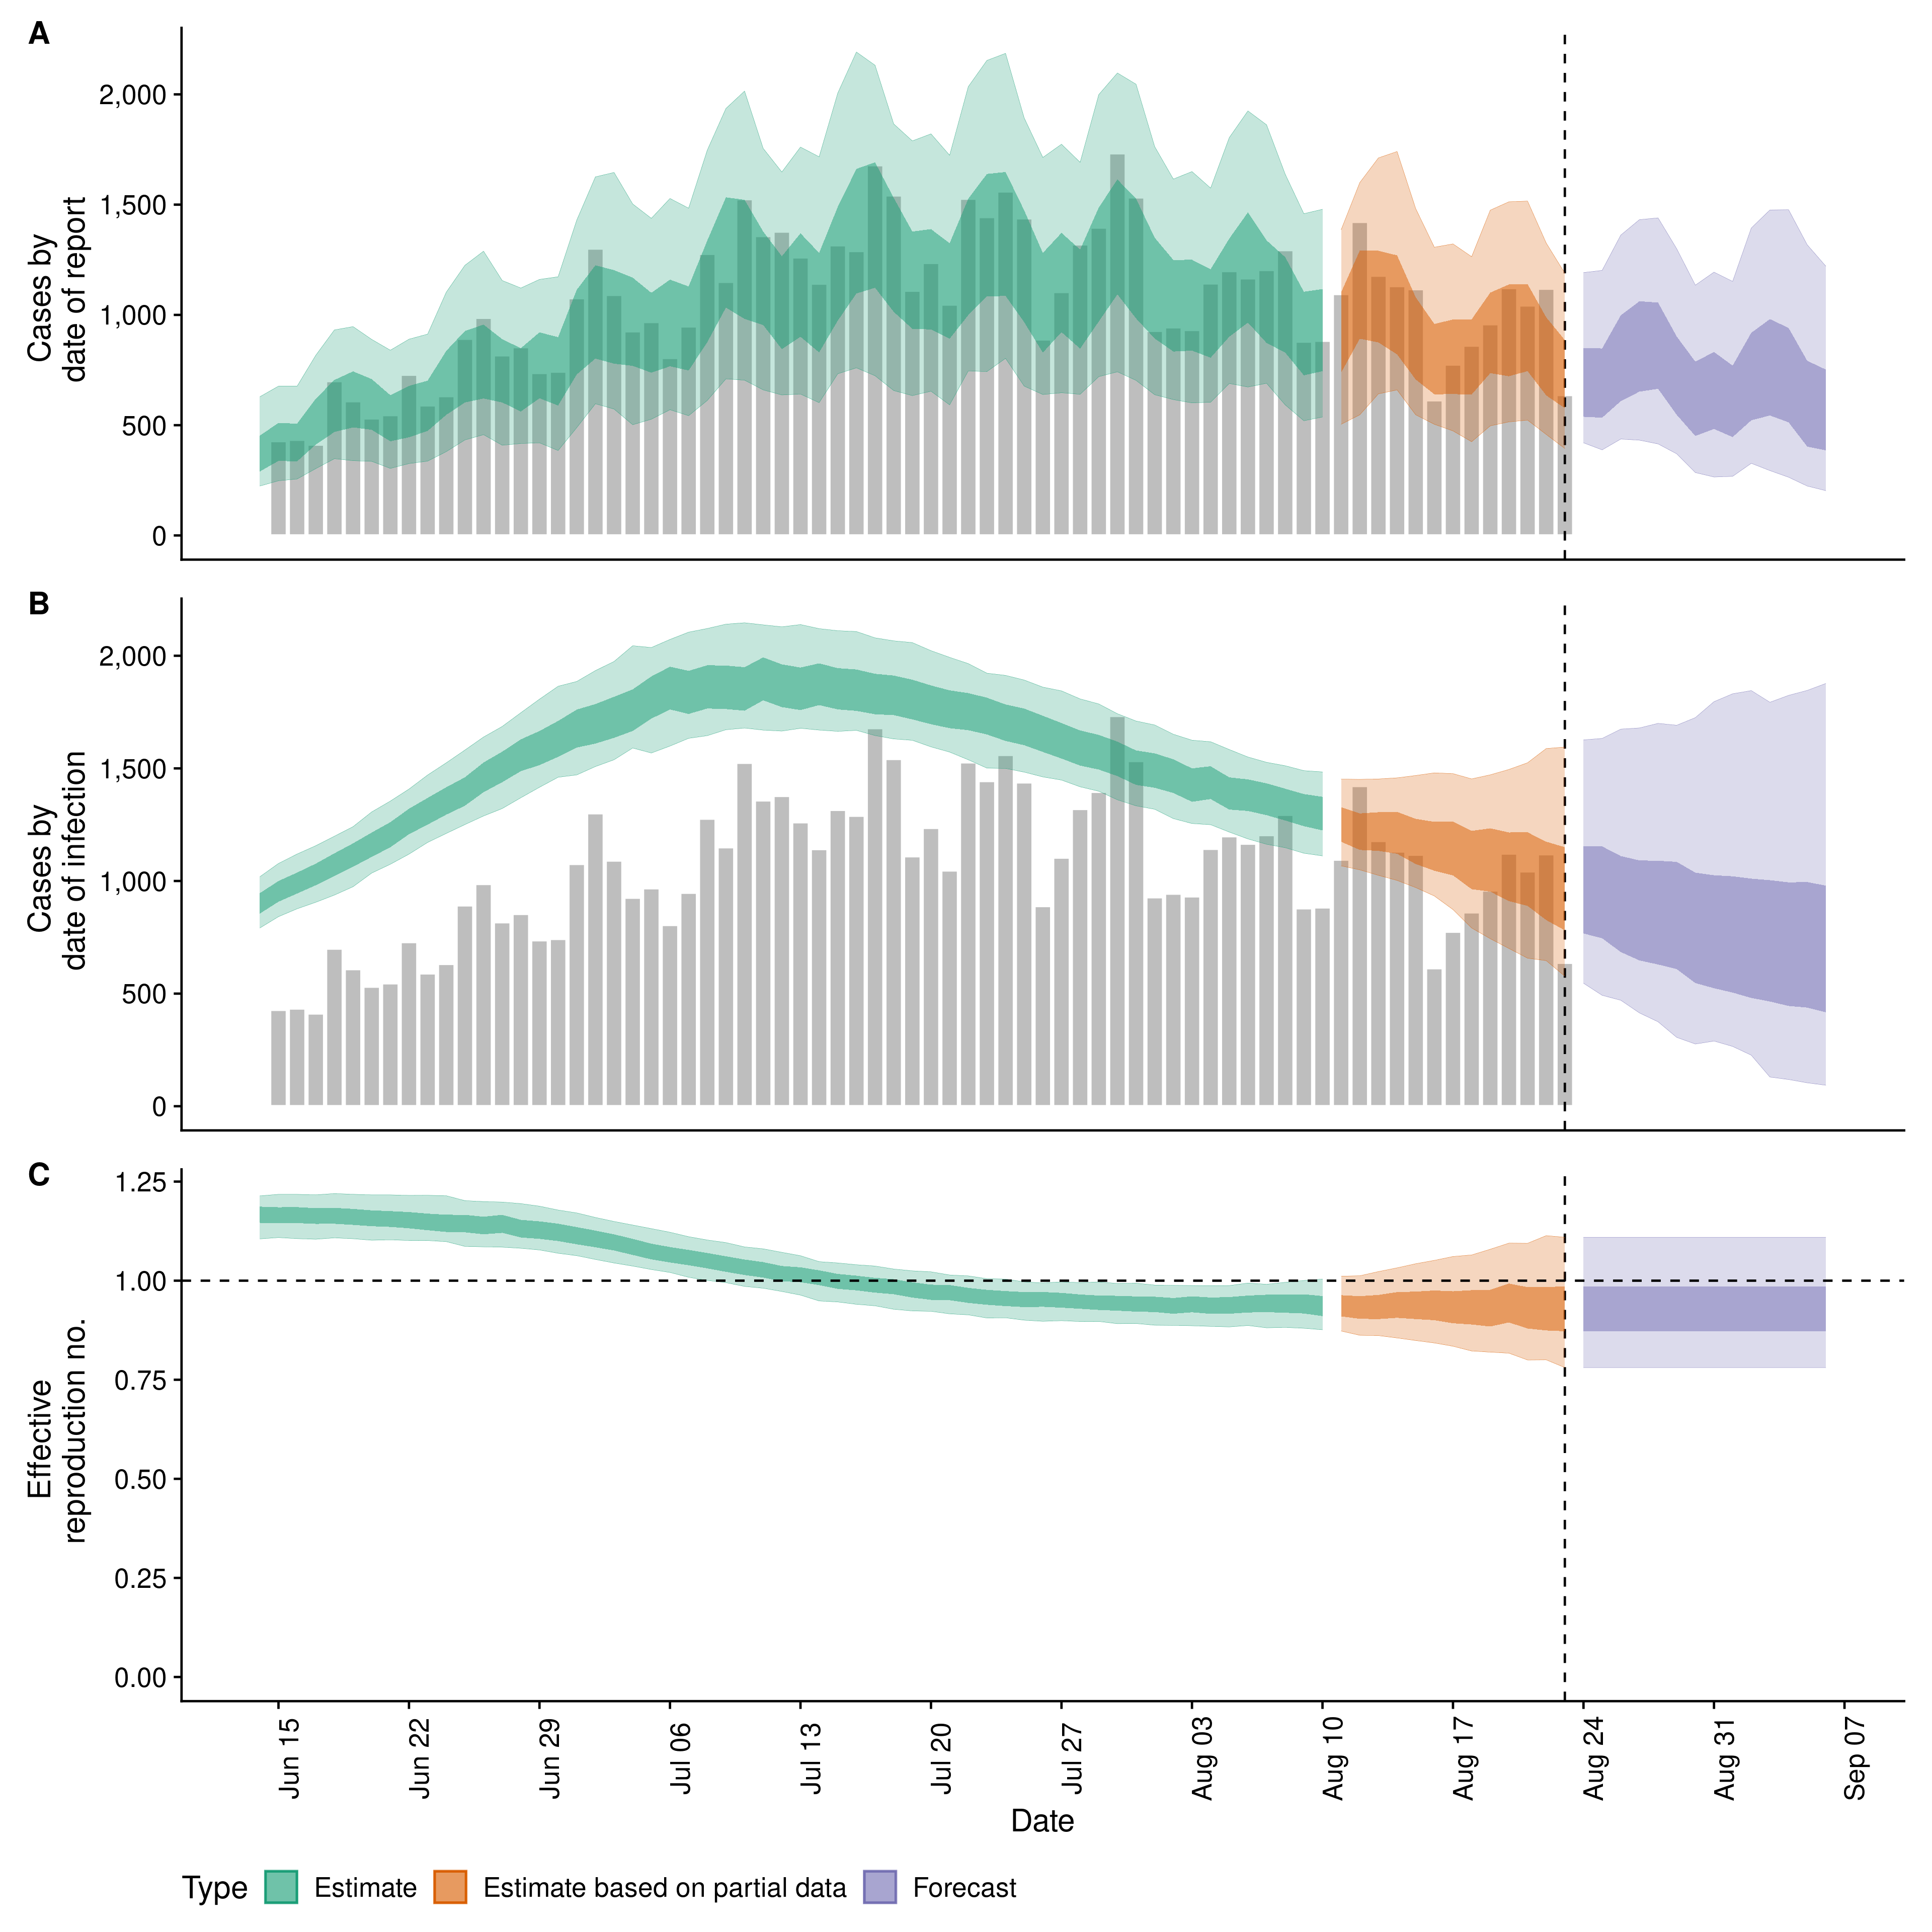 A
Cases by
date of report
2,000
1,500
1,000
500
0
B
Cases by
date of infection
2,000
1,500
1,000
500
0
C
Effective
reproduction no.
1.25
1.00
0.75
0.50
0.25
0.00
Jun 15
Jun 22
Jun 29
Jul 06
Jul 13
Jul 20
Jul 27
Aug 03
Aug 10
Aug 17
Aug 24
Aug 31
Sep 07
Date
Type Estimate Estimate based on partial data Forecast